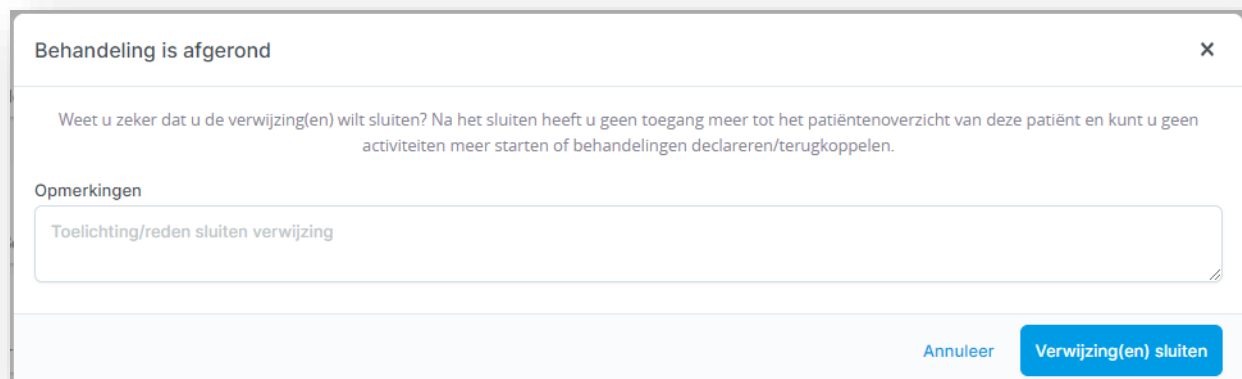 Behandeling is afgerond
Weet u zeker dat u de verwijzing(en) wilt sluiten? Na het sluiten heeft u geen toegang meer tot het patiëntenoverzicht van deze patiënt en kunt u geen
activiteiten meer starten of behandelingen declareren/terugkoppelen.
Opmerkingen
Toelichting/reden sluiten verwijzing
Annuleer
Verwijzing(en) sluiten